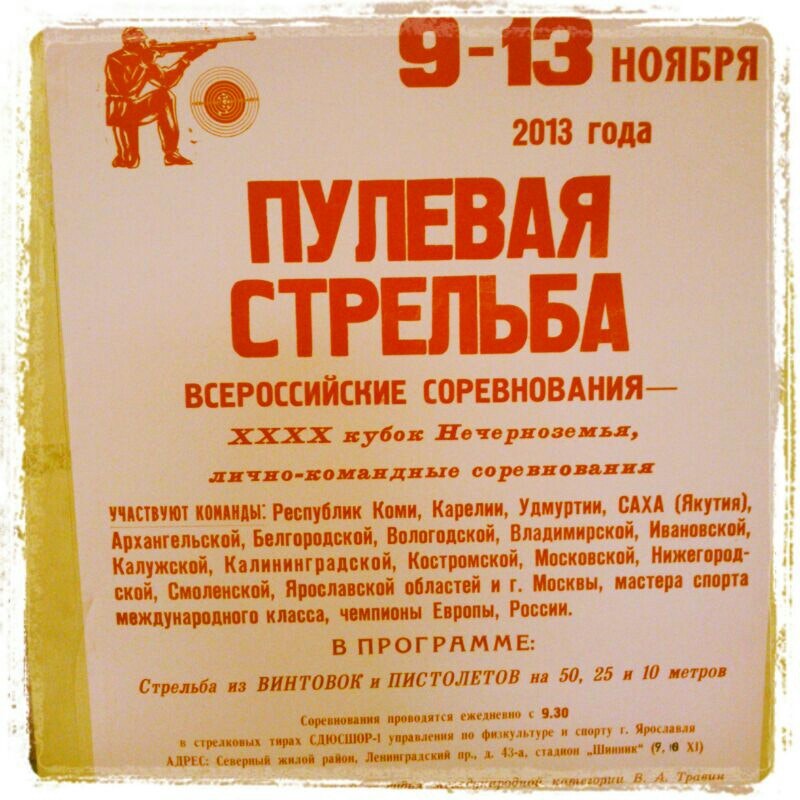 9-13 НОЯБРЯ
2013 года
ПУЛЕВАЯ
СТРЕЛЬБА
ВСЕРОССИЙСКИЕ СОРЕВНОВАНИЯ—
XXXX кубок Нечерноземья,
лично-командные соревнования
УЧАСТВУЮТ КОМАНДЫ: Республик Коми, Карелии, Удмуртии, САХА (Якутия),
Архангельской, Белгородской, Вологодской, Владимирской, Ивановской,
Калужской, Калининградской, Костромской, Московской, Нижегород-
ской, Смоленской, Ярославской областей и г. Москвы, мастера спорта
международного класса, чемпионы Европы, России.
В ПРОГРАММЕ:
Стрельба из ВИНТОВОК и ПИСТОЛЕТОВ на 50, 25 и 10 метров
Соревнования проводятся ежедневно с 9.30
в стрелковых тирах СДЮСШОР-1 управления по физкультуре и спорту г. Ярославля
АДРЕС: Северный жилой район, Ленинградский пр., д. 43-а, стадион „Шинник" (9, XI)
международной категории В. А. Травин